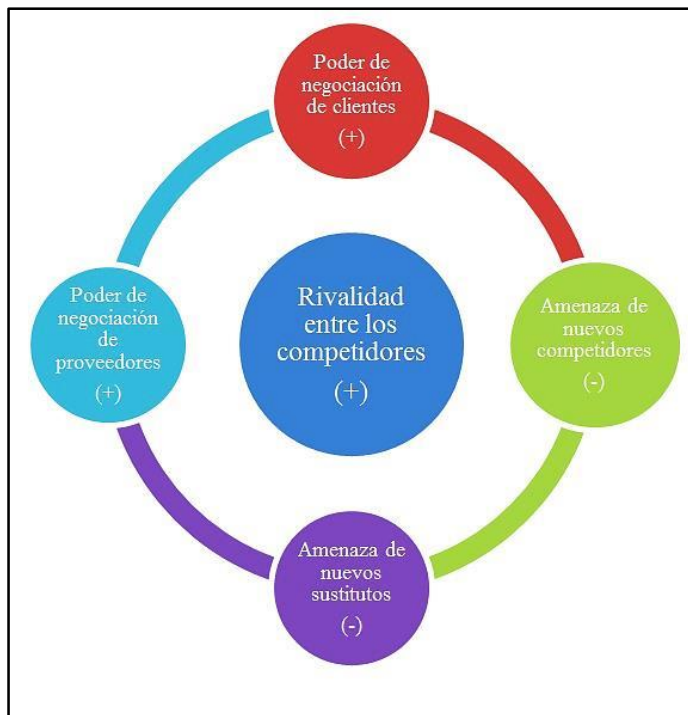 Poder de
negociación
de clientes
(+)
Poder de
negociación
de
proveedores
(+)
Rivalidad
entre los
competidores
(+)
Amenaza de
nuevos
competidores
(-)
Amenaza de
nuevos
sustitutos
(-)